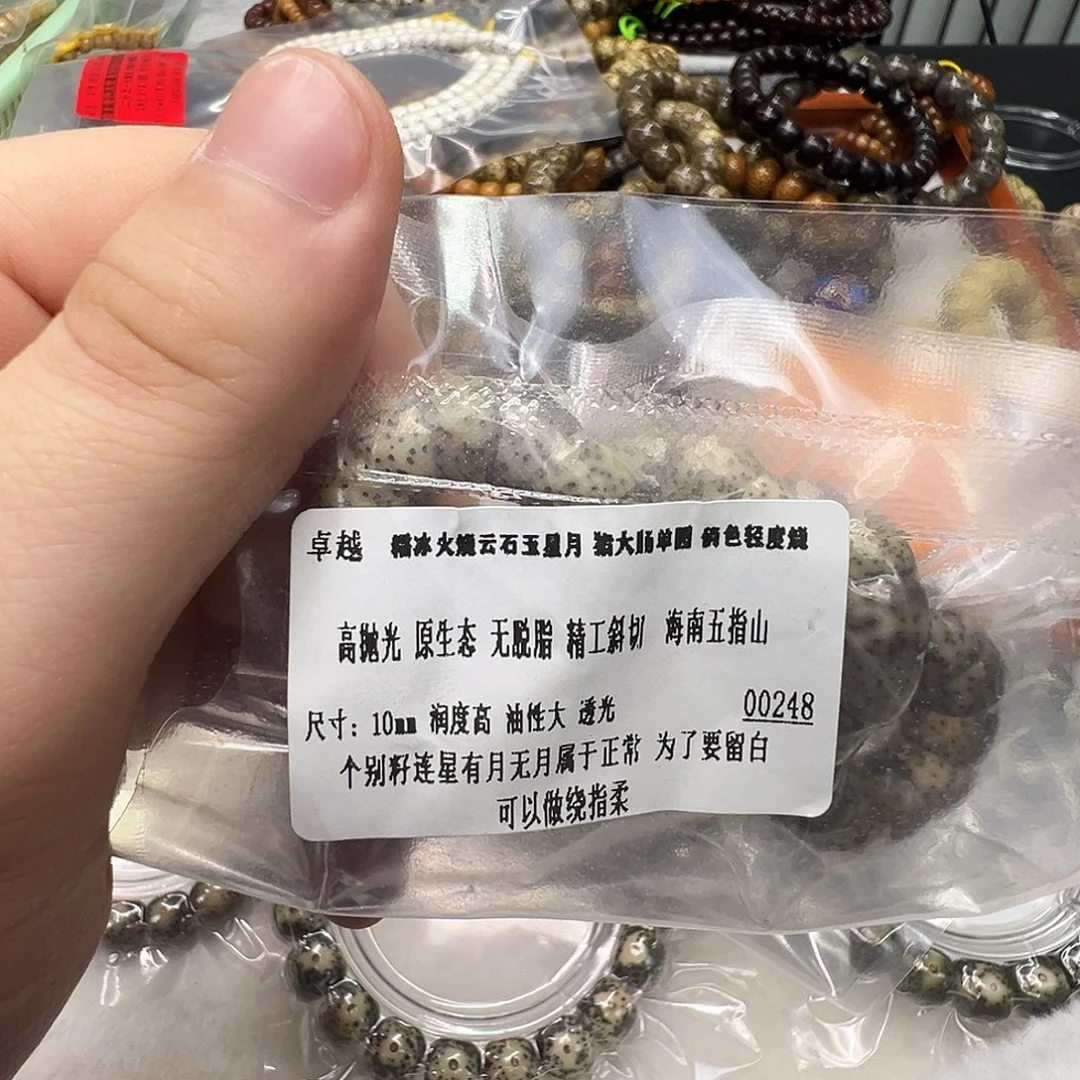 卓越 糯冰火烧云石玉星月 猪大肠单圈 俏色轻度烧
高抛光 原生态 无脱脂 精工斜切 海南五指山
尺寸：10mm 润度高 油性大 透光 00248
个别籽连星有月无月属于正常 为了要留白
可以做绕指柔